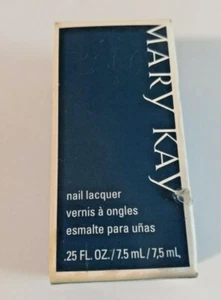 MARY KAY
nail lacquer
vernis à ongles
esmalte para uñas
.25 FL. OZ./7.5 mL/7,5 mL